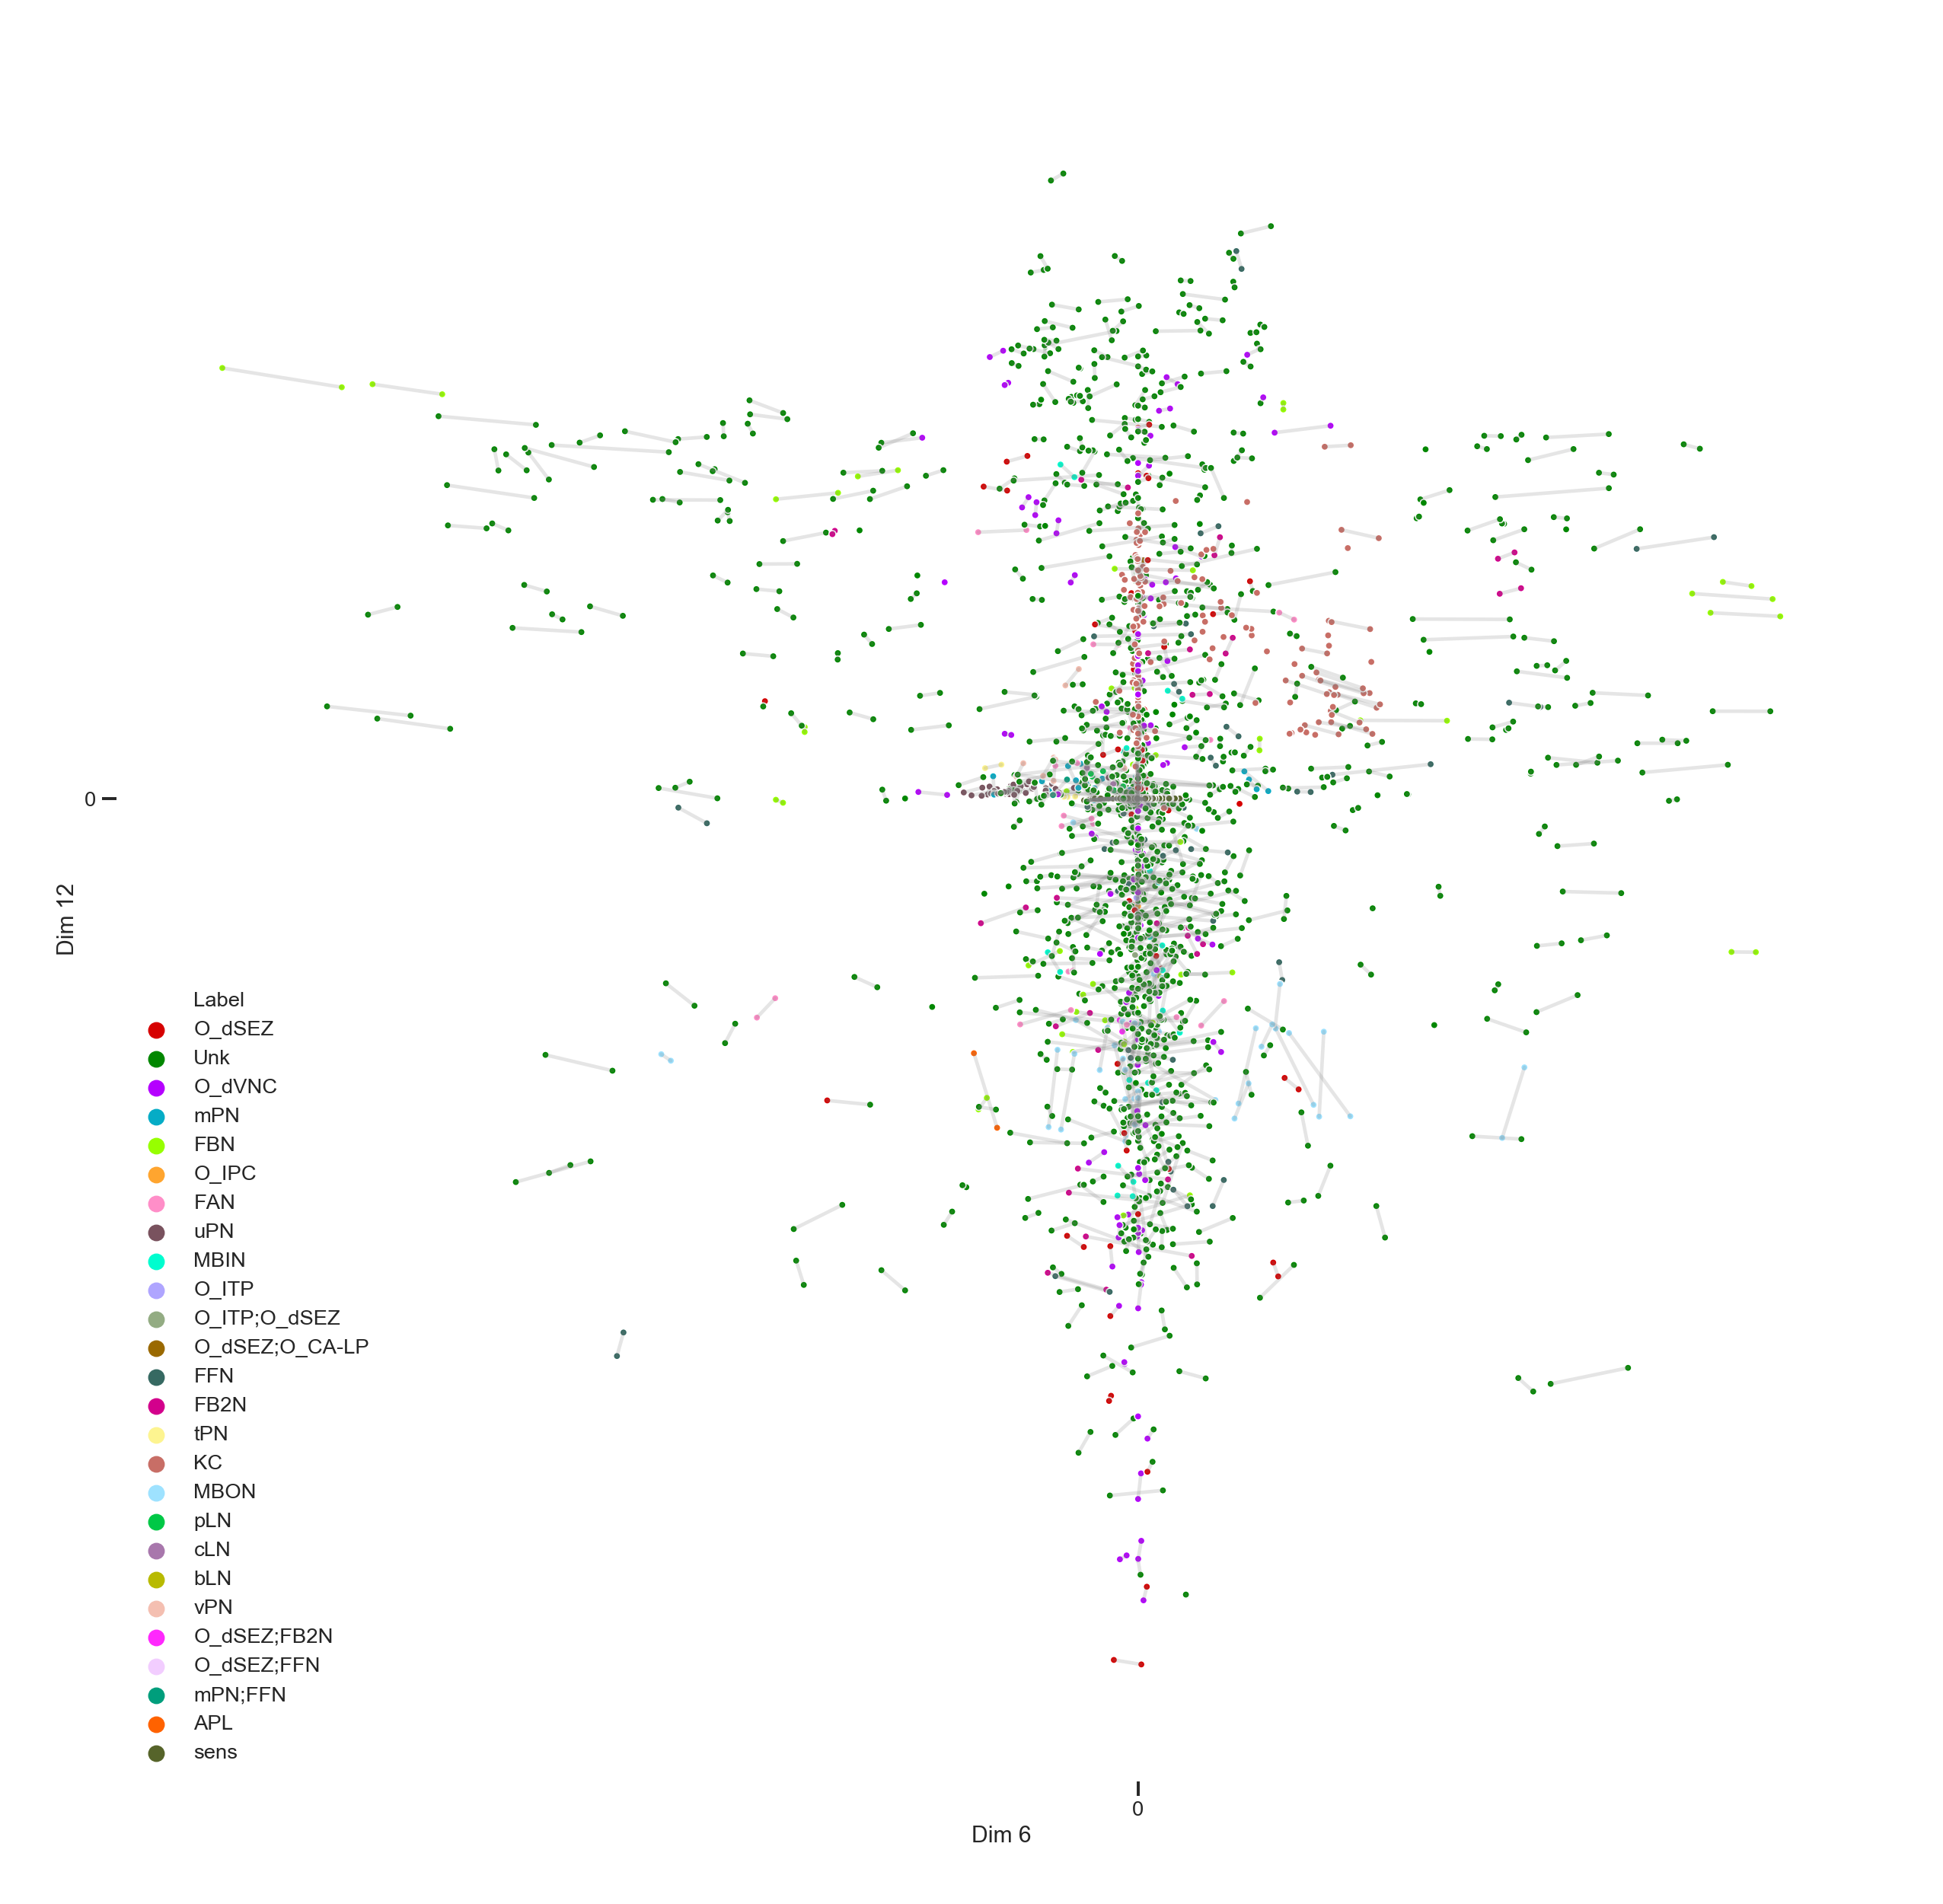 0
Dim 12
Label
O_dSEZ
Unk
O_dVNC
mPN
FBN
O_IPC
FAN
uPN
MBIN
O_ITP
O_ITP;O_dSEZ
O_dSEZ;O_CA-LP
FFN
FB2N
tPN
KC
MBON
pLN
cLN
bLN
vPN
O_dSEZ;FB2N
O_dSEZ;FFN
mPN;FFN
APL
sens
0
Dim 6